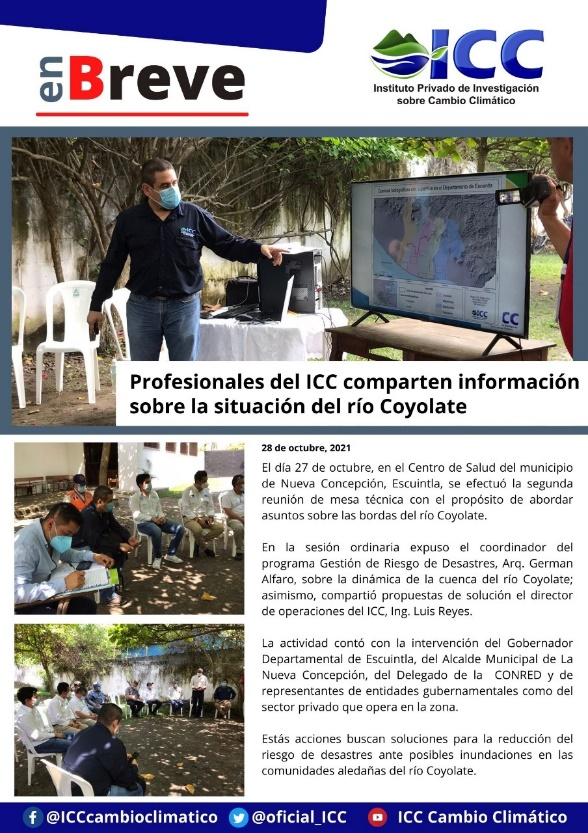 en Breve
ICC
Instituto Privado de Investigación
sobre Cambio Climático
ICC
ICC
Profesionales del ICC comparten información
sobre la situación del río Coyolate
28 de octubre, 2021
El día 27 de octubre, en el Centro de Salud del municipio
de Nueva Concepción, Escuintla, se efectuó la segunda
reunión de mesa técnica con el propósito de abordar
asuntos sobre las bordas del río Coyolate.
En la sesión ordinaria expuso el coordinador del
programa Gestión de Riesgo de Desastres, Arq. German
Alfaro, sobre la dinámica de la cuenca del río Coyolate;
asimismo, compartió propuestas de solución el director
de operaciones del ICC, Ing. Luis Reyes.
La actividad contó con la intervención del Gobernador
Departamental de Escuintla, del Alcalde Municipal de La
Nueva Concepción, del Delegado de la CONRED y de
representantes de entidades gubernamentales como del
sector privado que opera en la zona.
Estás acciones buscan soluciones para la reducción del
riesgo de desastres ante posibles inundaciones en las
comunidades aledañas del río Coyolate.
@ICCcambioclimatico @oficial_ICC ICC Cambio Climático